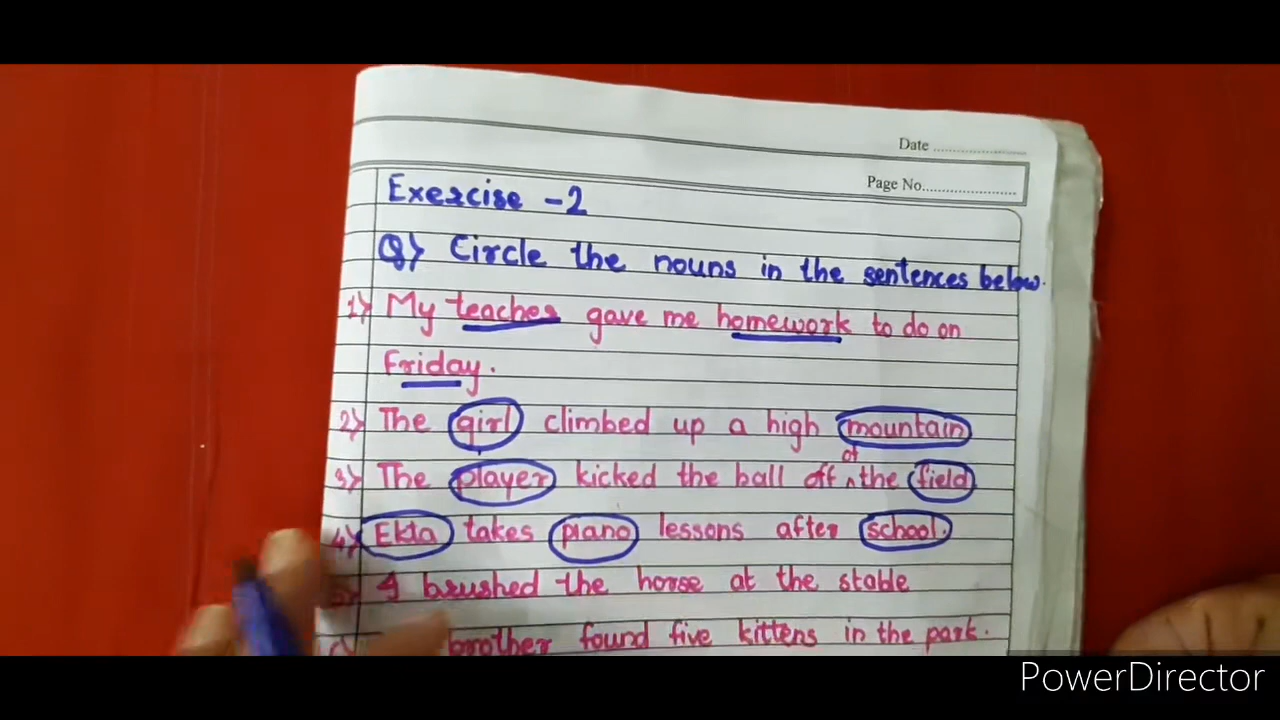 Date
Page No.
Exercise -2
Q) Circle the nouns in the sentences below.
1) My teacher gave me homework to do on
Friday.
2) The girl climbed up a high mountain
of
3) The player kicked the ball off ^ the field
4) Ekta takes piano lessons after school.
I brushed the horse at the stable
brother found five kittens in the park.
PowerDirector